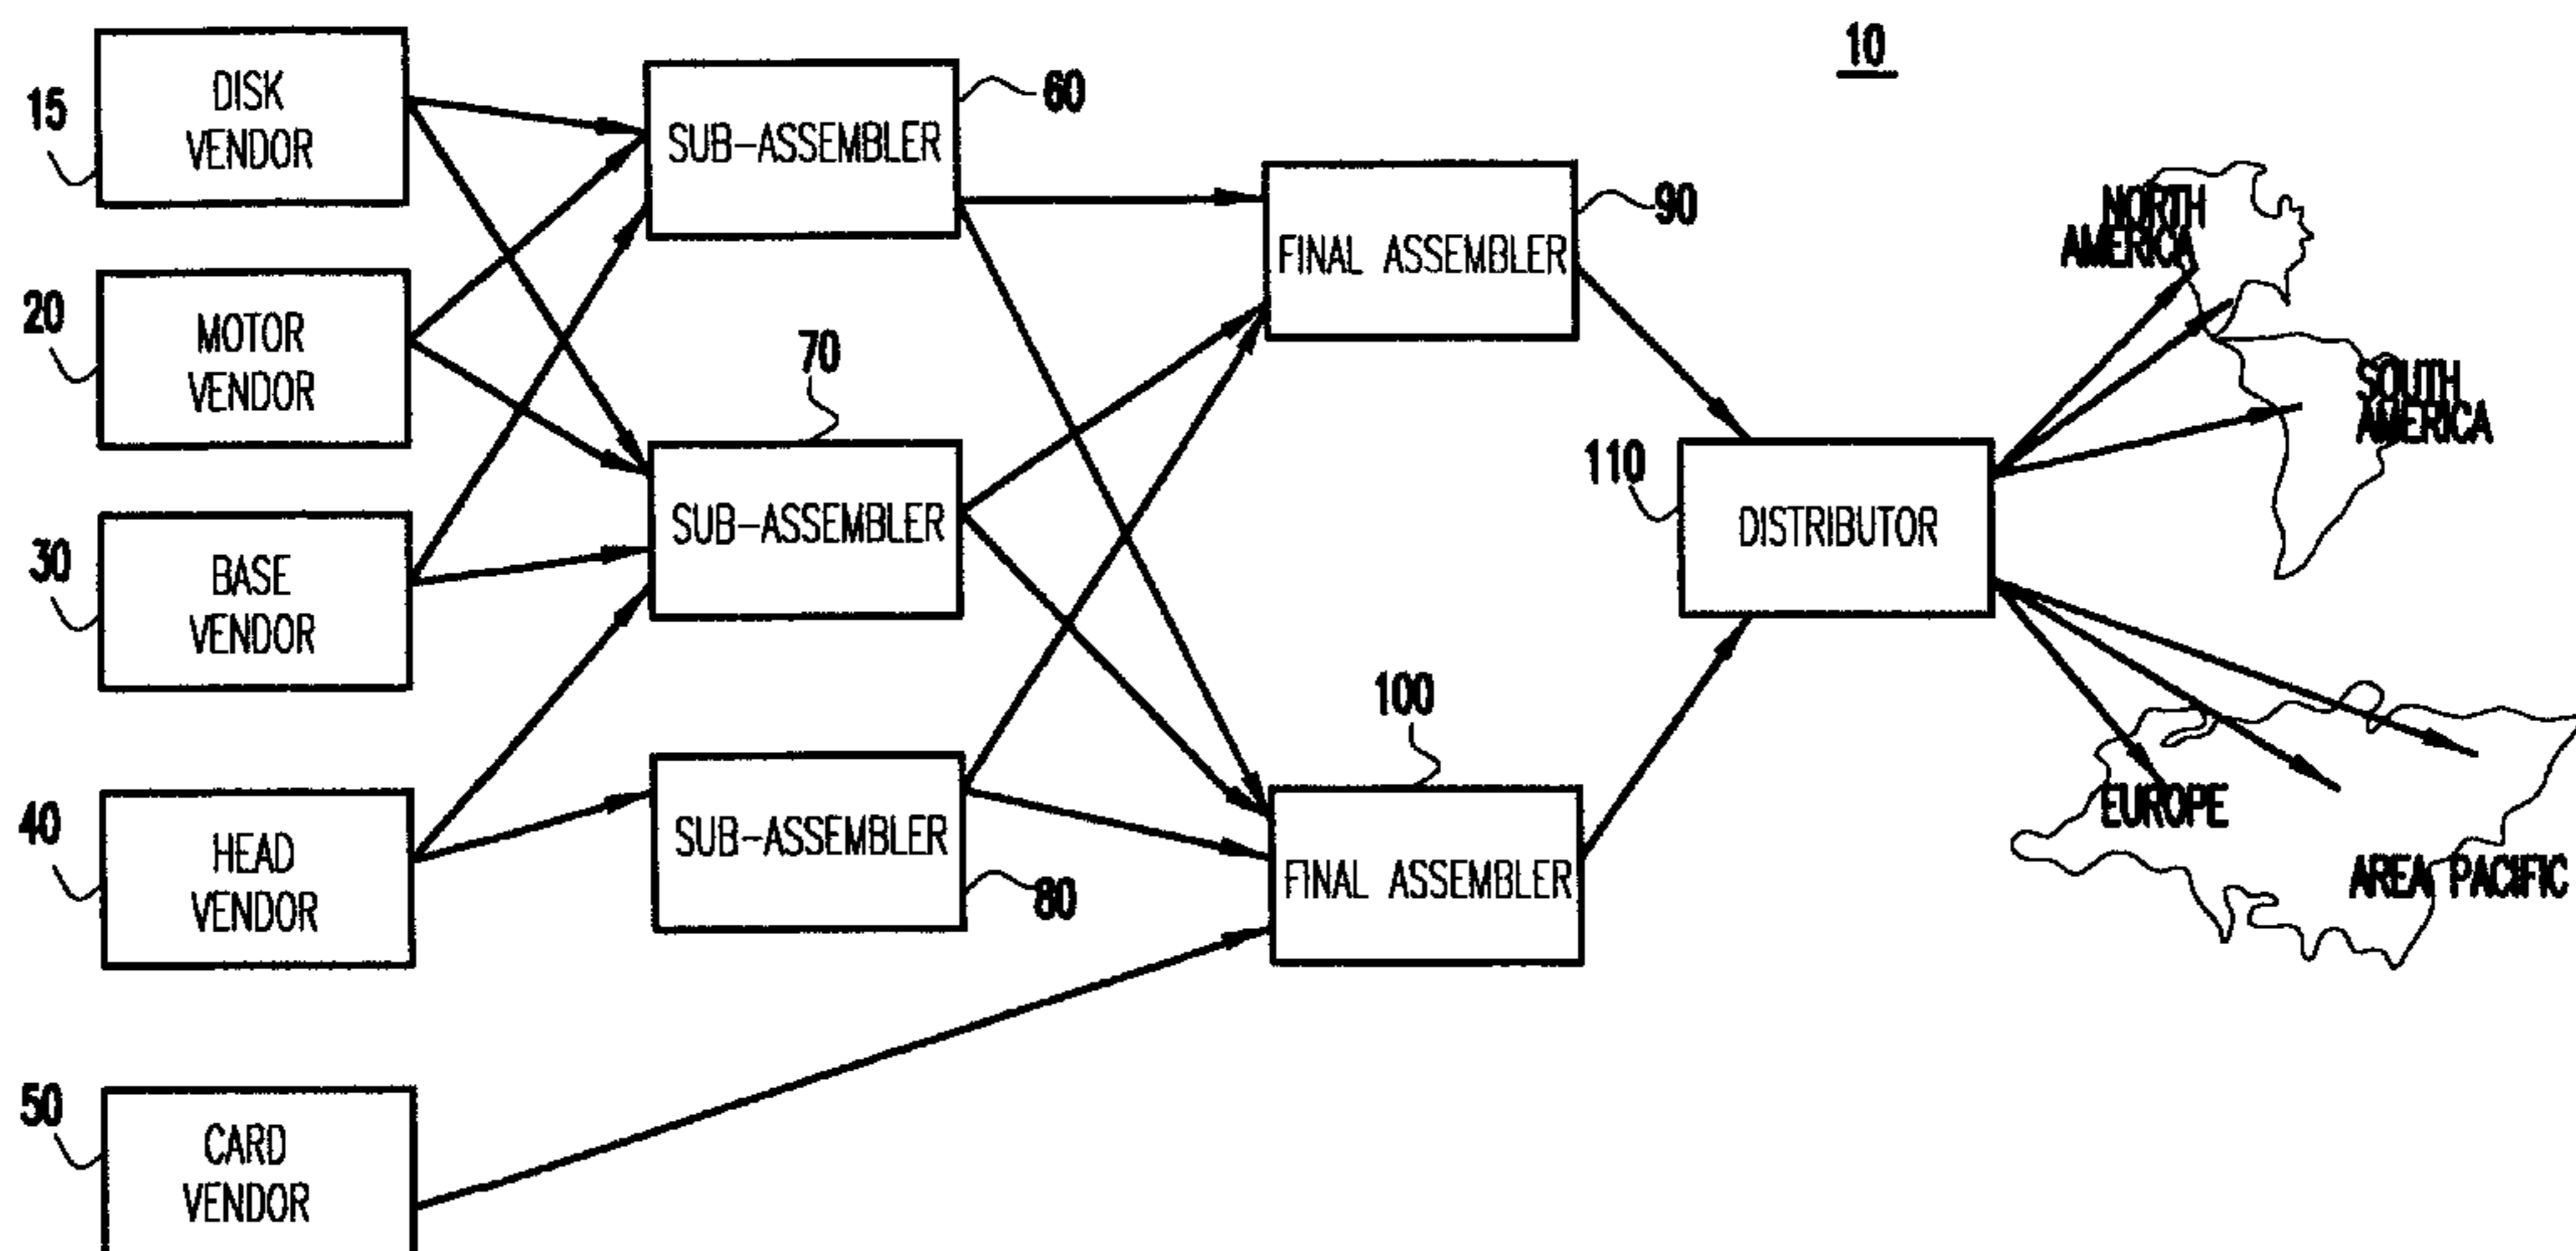 10
15
DISK
VENDOR
SUB-ASSEMBLER
60
20
MOTOR
VENDOR
FINAL ASSEMBLER
90
NORTH
AMERICA
70
30
BASE
VENDOR
SUB-ASSEMBLER
110
DISTRIBUTOR
SOUTH
AMERICA
40
HEAD
VENDOR
SUB-ASSEMBLER
80
100
FINAL ASSEMBLER
EUROPE
AREA PACIFIC
50
CARD
VENDOR